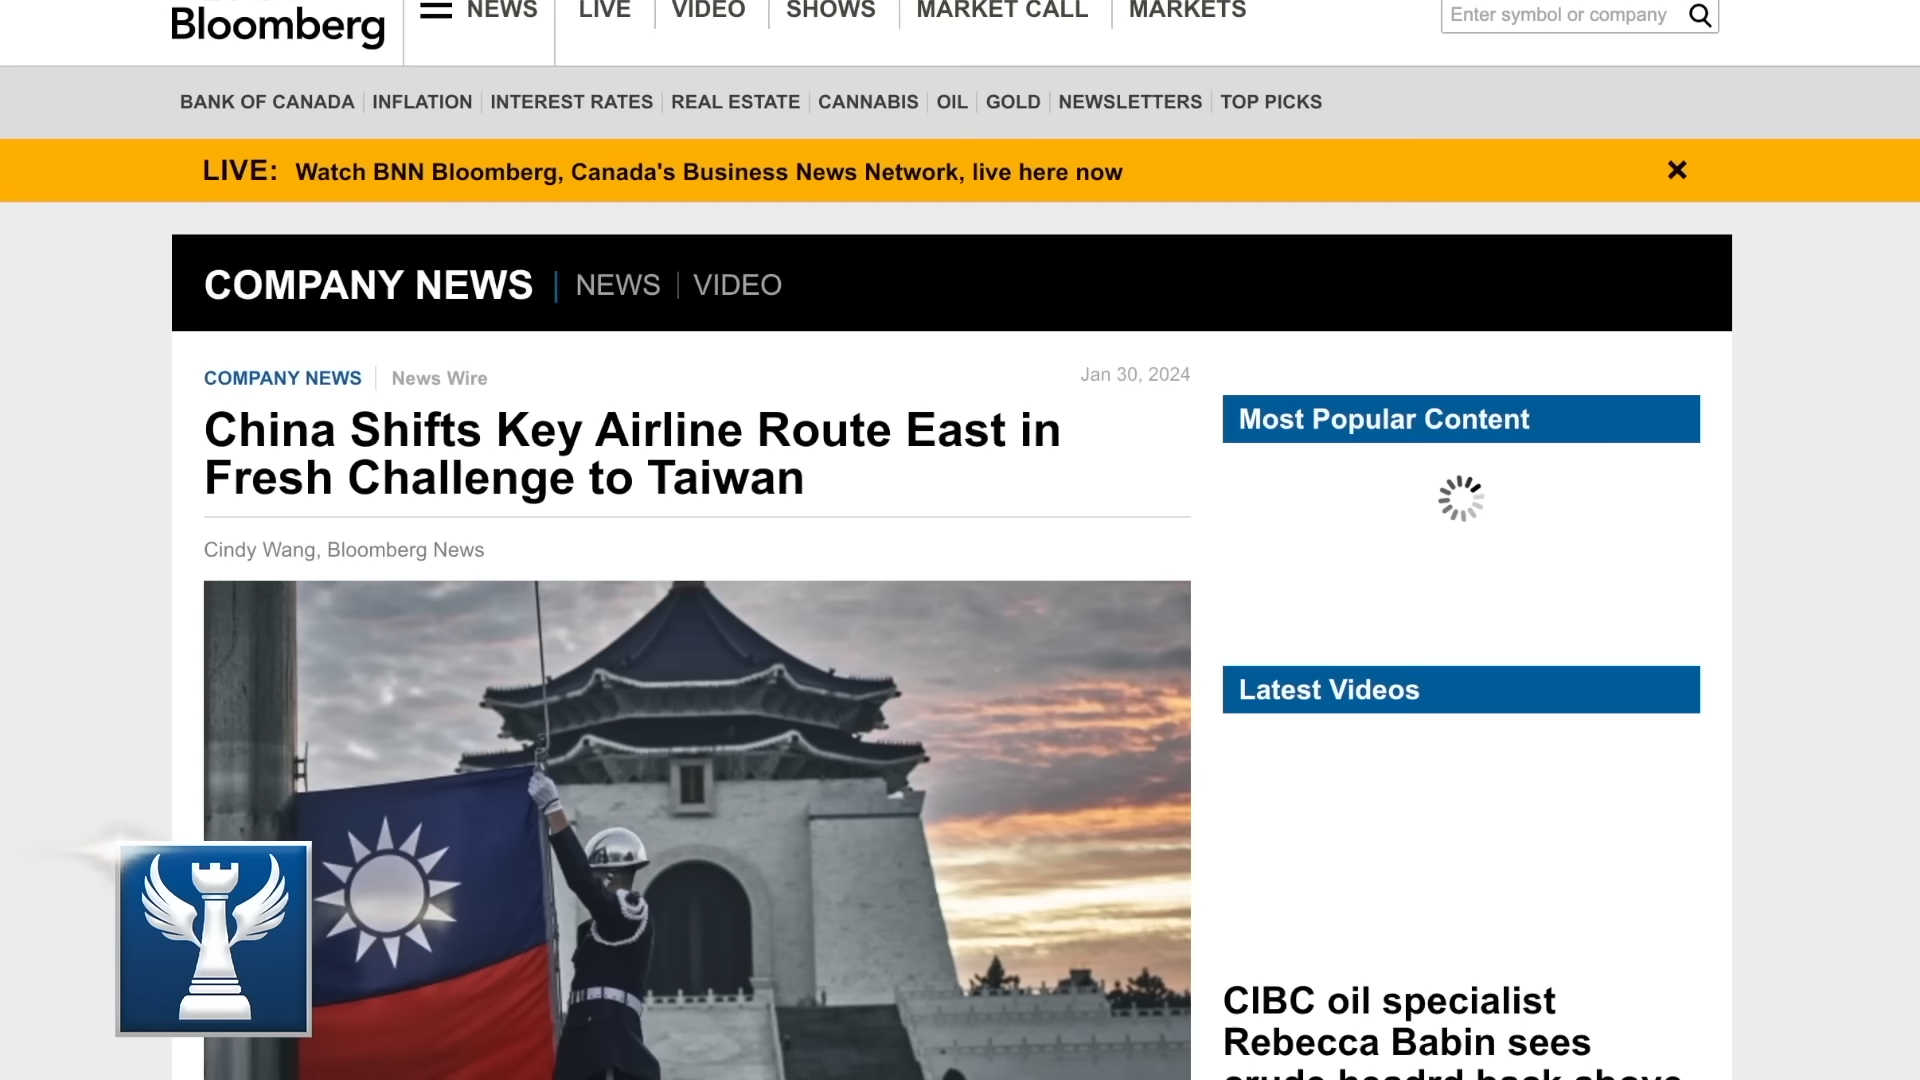 Bloomberg
NEWS
LIVE
VIDEO
SHOWS
MARKET CALL
MARKETS
Enter symbol or company
BANK OF CANADA
INFLATION
INTEREST RATES
REAL ESTATE
CANNABIS
OIL
GOLD
NEWSLETTERS
TOP PICKS
LIVE: Watch BNN Bloomberg, Canada's Business News Network, live here now
COMPANY NEWS
NEWS
VIDEO
COMPANY NEWS
News Wire
Jan 30, 2024
China Shifts Key Airline Route East in
Fresh Challenge to Taiwan
Cindy Wang, Bloomberg News
Most Popular Content
Latest Videos
CIBC oil specialist
Rebecca Babin sees